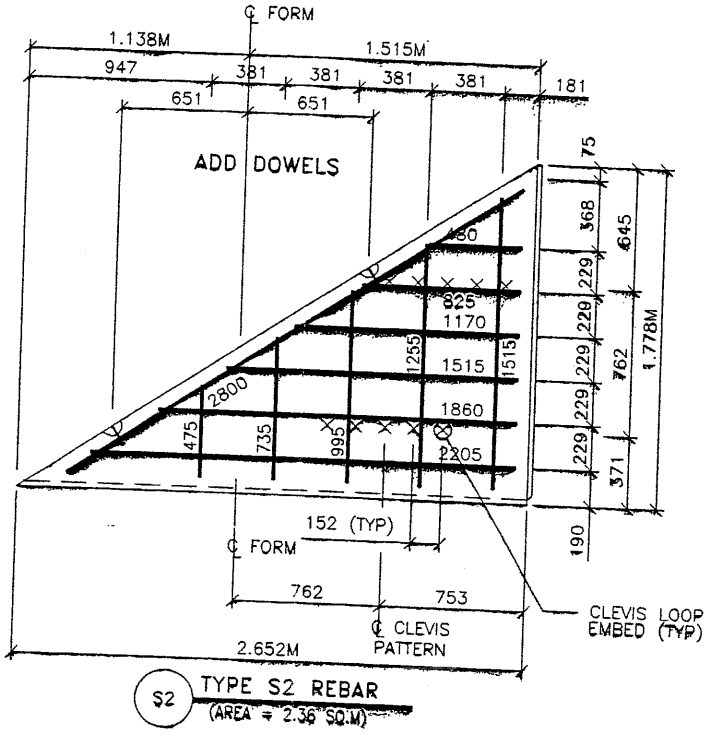 ℄ FORM
1.138M 1.515M
947 381 381 381 381 181
651 651
75
ADD DOWELS
368 645
480
229
825
229
1170
1.778M
1255 1515
229
762
1515
2800
229
1860
475 735 995
229
2205
371
152 (TYP)
190
℄ FORM
762 753
CLEVIS LOOP
EMBED (TYP)
℄ CLEVIS
PATTERN
2.652M
S2 TYPE S2 REBAR
(AREA = 2.36 SQ.M)